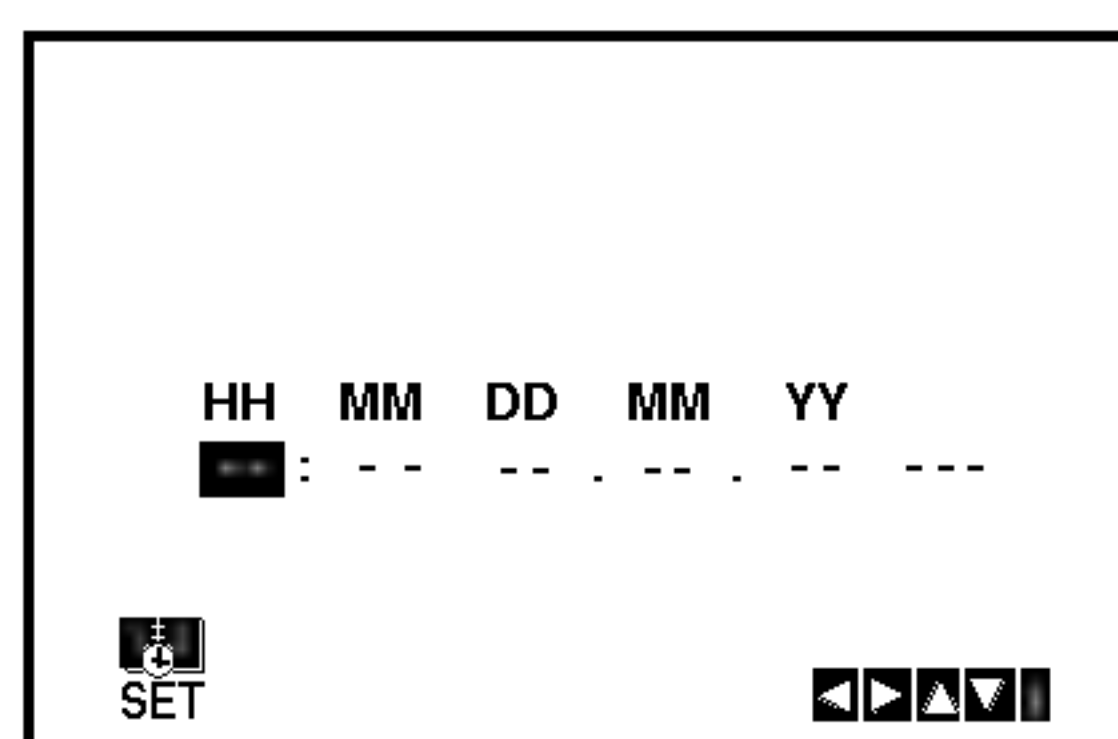 HH MM DD MM YY
-- : -- -- . -- . -- ---
SET